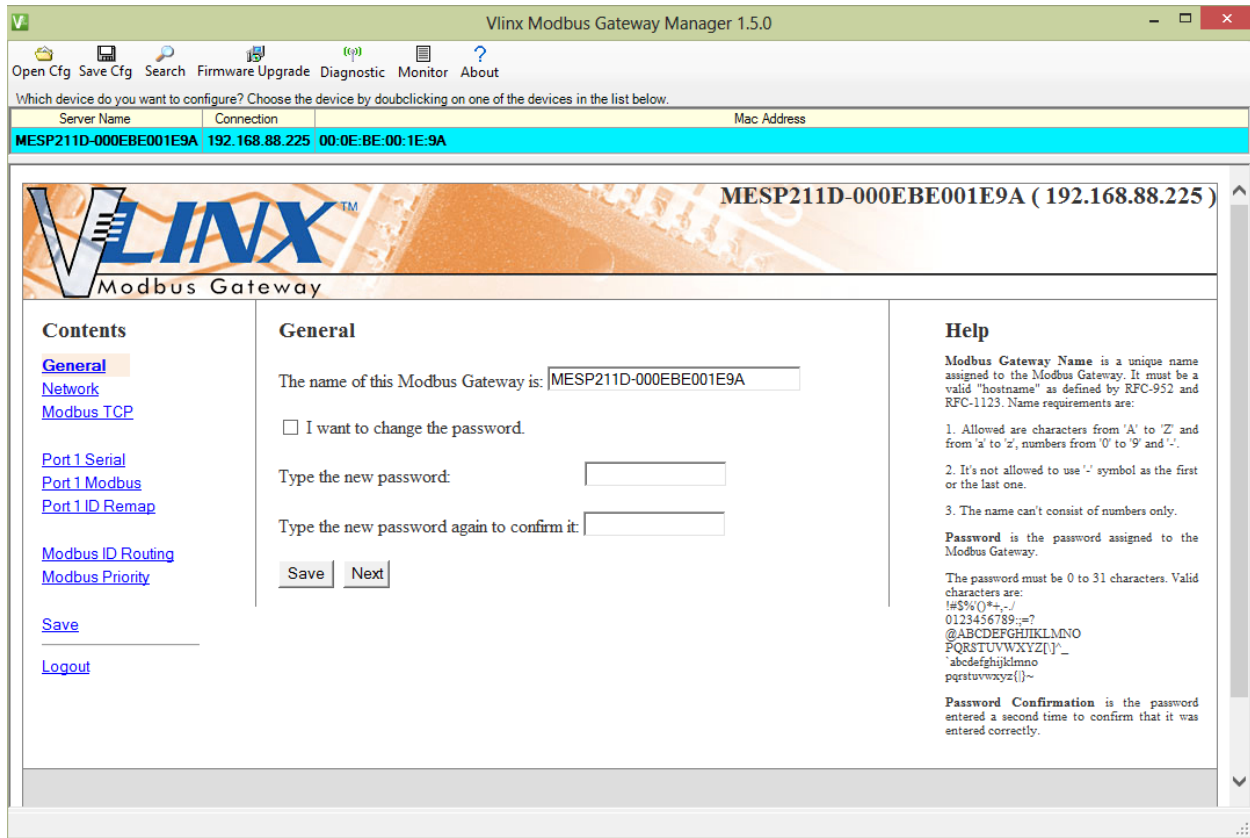 Vlinx Modbus Gateway Manager 1.5.0
Open Cfg Save Cfg Search Firmware Upgrade Diagnostic Monitor About
Which device do you want to configure? Choose the device by doubclicking on one of the devices in the list below.
Server Name Connection Mac Address
MESP211D-000EBE001E9A 192.168.88.225 00:0E:BE:00:1E:9A
MESP211D-000EBE001E9A ( 192.168.88.225 )
VLINX TM
Modbus Gateway
Contents
General
Network
Modbus TCP
Port 1 Serial
Port 1 Modbus
Port 1 ID Remap
Modbus ID Routing
Modbus Priority
Save
Logout
General
The name of this Modbus Gateway is: MESP211D-000EBE001E9A
I want to change the password.
Type the new password:
Type the new password again to confirm it:
Save Next
Help
Modbus Gateway Name is a unique name
assigned to the Modbus Gateway. It must be a
valid "hostname" as defined by RFC-952 and
RFC-1123. Name requirements are:
1. Allowed are characters from 'A' to 'Z' and
from 'a' to 'z', numbers from '0' to '9' and '-'.
2. It's not allowed to use '-' symbol as the first
or the last one.
3. The name can't consist of numbers only.
Password is the password assigned to the
Modbus Gateway.
The password must be 0 to 31 characters. Valid
characters are:
!#$%'()*+,-./
0123456789:;=?
@ABCDEFGHIJKLMNO
PQRSTUVWXYZ[\]^_
`abcdefghijklmno
pqrstuvwxyz{|}~
Password Confirmation is the password
entered a second time to confirm that it was
entered correctly.